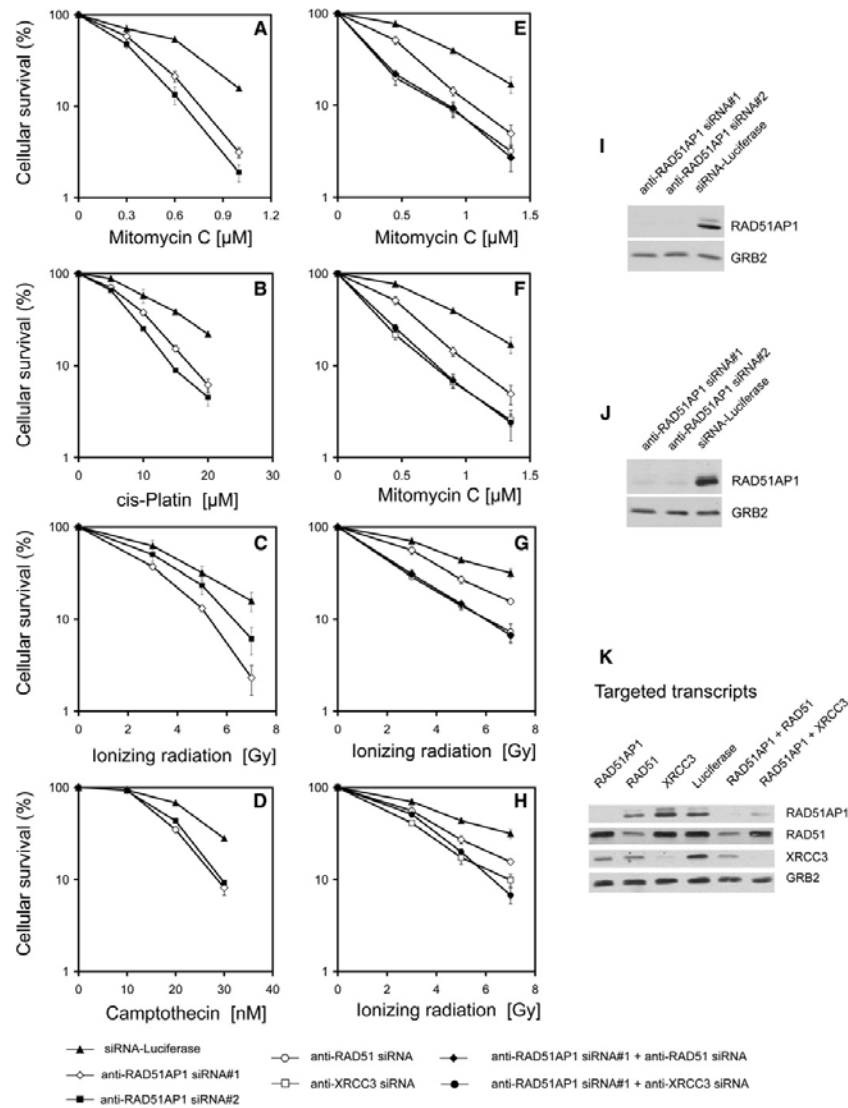 A
Cellular survival (%)
100
10
1
0
0.3
0.6
0.9
1.2
Mitomycin C [µM]
E
100
10
1
0
0.5
1
1.5
Mitomycin C [µM]
B
Cellular survival (%)
100
10
1
0
10
20
30
cis-Platin [µM]
F
100
10
1
0
0.5
1
1.5
Mitomycin C [µM]
C
Cellular survival (%)
100
10
1
0
2
4
6
8
Ionizing radiation [Gy]
G
100
10
1
0
2
4
6
8
Ionizing radiation [Gy]
D
Cellular survival (%)
100
10
1
0
10
20
30
40
Camptothecin [nM]
H
100
10
1
0
2
4
6
8
Ionizing radiation [Gy]
I
anti-RAD51AP1 siRNA#1
anti-RAD51AP1 siRNA#2
siRNA-Luciferase
RAD51AP1
GRB2
J
anti-RAD51AP1 siRNA#1
anti-RAD51AP1 siRNA#2
siRNA-Luciferase
RAD51AP1
GRB2
K
Targeted transcripts
RAD51AP1
RAD51
XRCC3
Luciferase
RAD51AP1 + RAD51
RAD51AP1 + XRCC3
RAD51AP1
RAD51
XRCC3
GRB2
siRNA-Luciferase
anti-RAD51AP1 siRNA#1
anti-RAD51AP1 siRNA#2
anti-RAD51 siRNA
anti-XRCC3 siRNA
anti-RAD51AP1 siRNA#1 + anti-RAD51 siRNA
anti-RAD51AP1 siRNA#1 + anti-XRCC3 siRNA